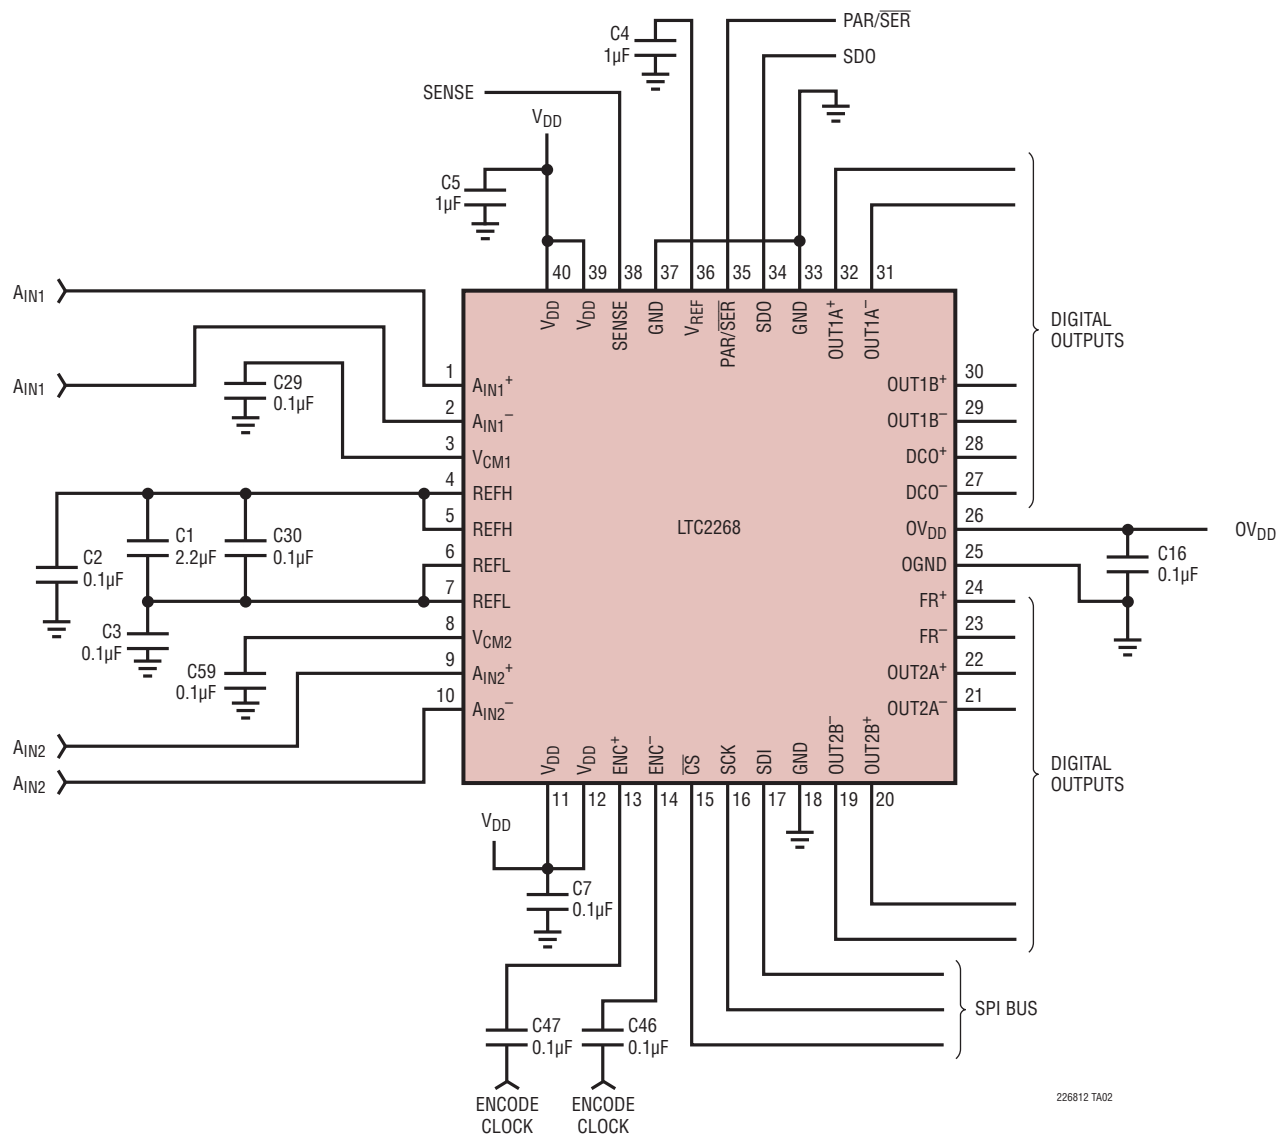 PAR/SER
SDO
C4
1µF
SENSE
VDD
C5
1µF
40
39
38
37
36
35
34
33
32
31
VDD
VDD
SENSE
GND
VREF
PAR/SER
SDO
GND
OUT1A+
OUT1A–
DIGITAL
OUTPUTS
AIN1
AIN1
C29
0.1µF
1
AIN1+
2
AIN1–
3
VCM1
4
REFH
5
REFH
6
REFL
7
REFL
8
VCM2
9
AIN2+
10
AIN2–
C2
0.1µF
C1
2.2µF
C30
0.1µF
C3
0.1µF
C59
0.1µF
AIN2
AIN2
LTC2268
OUT1B+
30
OUT1B–
29
DCO+
28
DCO–
27
OVDD
26
OGND
25
FR+
24
FR–
23
OUT2A+
22
OUT2A–
21
OVDD
C16
0.1µF
VDD
VDD
ENC+
ENC–
CS
SCK
SDI
GND
OUT2B–
OUT2B+
11
12
13
14
15
16
17
18
19
20
DIGITAL
OUTPUTS
VDD
C7
0.1µF
C47
0.1µF
C46
0.1µF
SPI BUS
ENCODE
CLOCK
ENCODE
CLOCK
226812 TA02